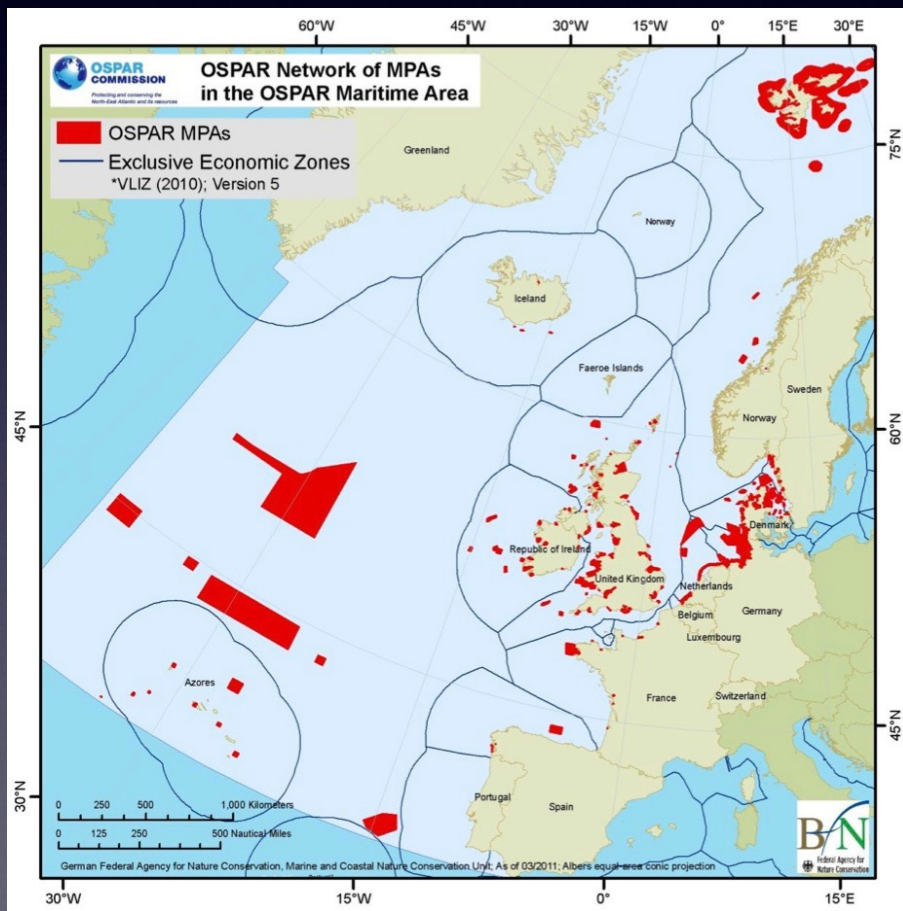 60°W 45°W 30°W 15°W 0° 15°E 30°E
OSPAR
COMMISSION
Protecting and conserving the
North-East Atlantic and its resources
OSPAR Network of MPAs
in the OSPAR Maritime Area
OSPAR MPAs
Exclusive Economic Zones
*VLIZ (2010); Version 5
Greenland
75°N
Norway
Iceland
Faeroe Islands
Sweden
Norway
45°N
60°N
Denmark
Republic of Ireland
United Kingdom
Netherlands
Belgium
Germany
Luxembourg
Azores
France
Switzerland
45°N
30°N
Portugal
Spain
0 250 500 1,000 Kilometers
0 125 250 500 Nautical Miles
BfN
Federal Agency for
Nature Conservation
German Federal Agency for Nature Conservation, Marine and Coastal Nature Conservation Unit; As of 03/2011; Albers equal-area conic projection
30°W 15°W 0° 15°E